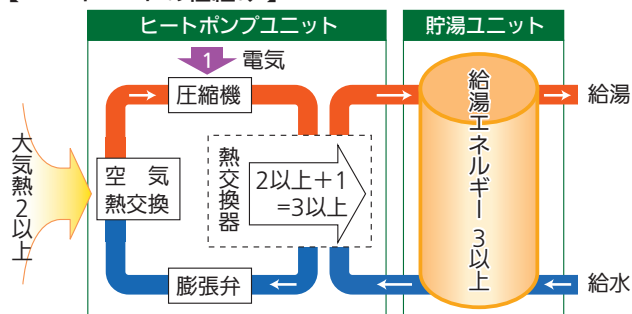 ヒートポンプユニット
貯湯ユニット
1 電気
圧縮機
給湯
大気熱2以上
空気
熱交換
熱交換器
2以上+1
=3以上
給湯エネルギー 3以上
膨張弁
給水